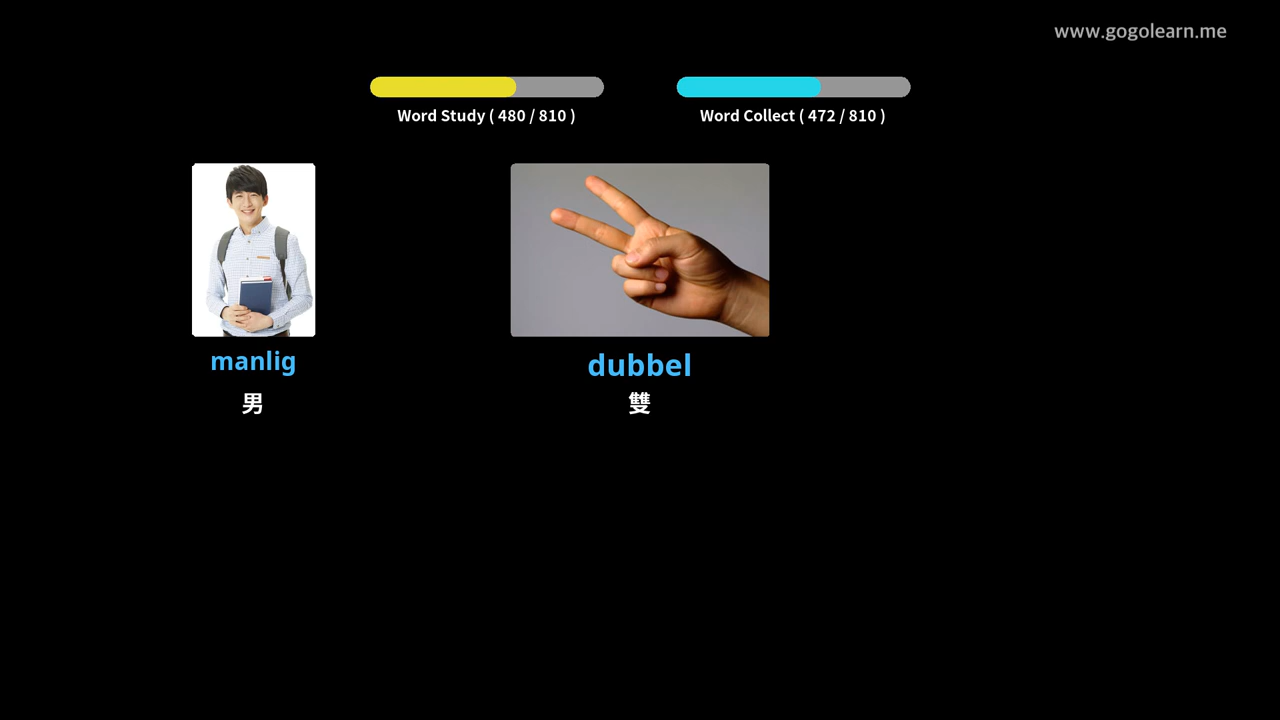 www.gogolearn.me
Word Study ( 480 / 810 )
Word Collect ( 472 / 810 )
manlig
dubbel
男
雙